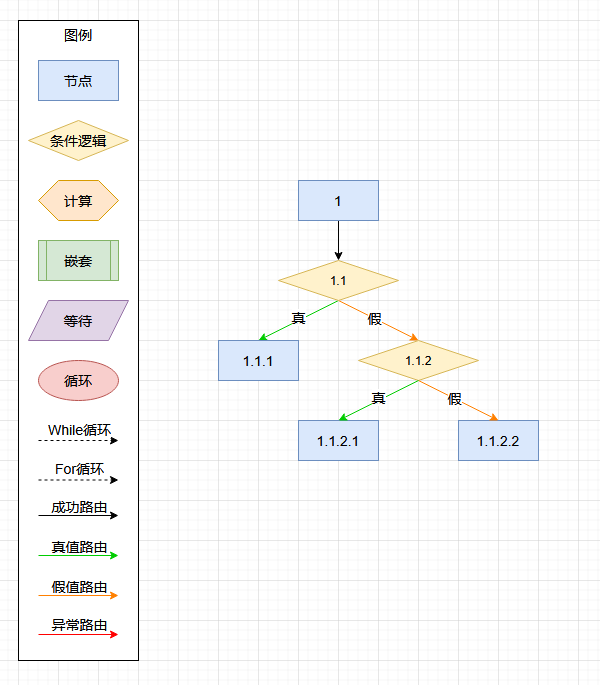 图例
节点
条件逻辑
计算
嵌套
等待
循环
While循环
For循环
成功路由
真值路由
假值路由
异常路由
1
1.1
真
假
1.1.1
1.1.2
真
假
1.1.2.1
1.1.2.2